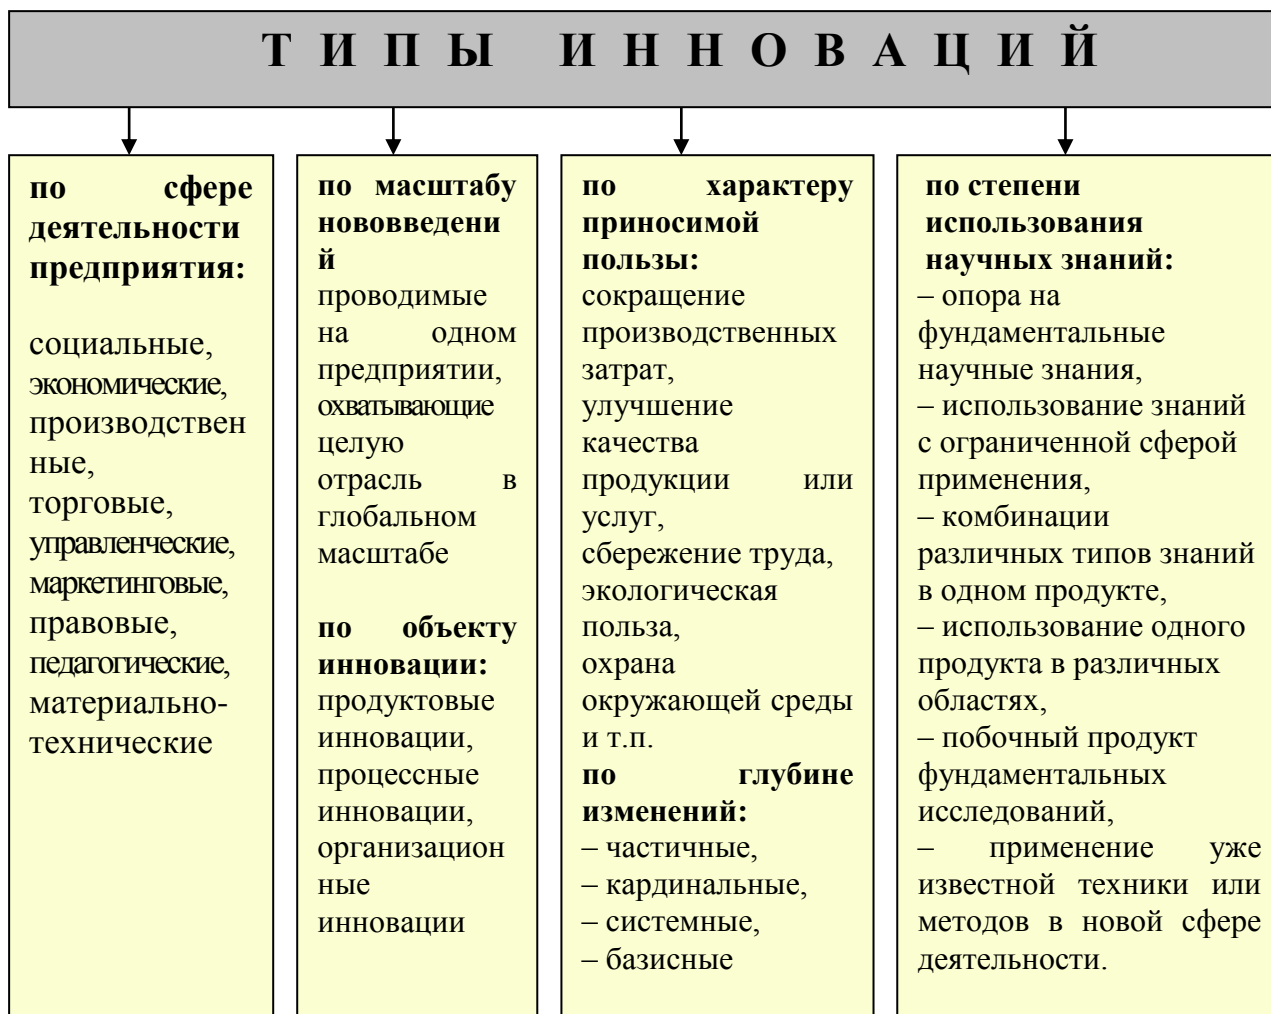 ТИПЫ ИННОВАЦИЙ
по сфере
деятельности
предприятия:
социальные,
экономические,
производствен
ные,
торговые,
управленческие,
маркетинговые,
правовые,
педагогические,
материально-
технические
по масштабу
нововведени
й
проводимые
на одном
предприятии,
охватывающие
целую
отрасль в
глобальном
масштабе
по объекту
инновации:
продуктовые
инновации,
процессные
инновации,
организацион
ные
инновации
по характеру
приносимой
пользы:
сокращение
производственных
затрат,
улучшение
качества
продукции или
услуг,
сбережение труда,
экологическая
польза,
охрана
окружающей среды
и т.п.
по глубине
изменений:
– частичные,
– кардинальные,
– системные,
– базисные
по степени
использования
научных знаний:
– опора на
фундаментальные
научные знания,
– использование знаний
с ограниченной сферой
применения,
– комбинации
различных типов знаний
в одном продукте,
– использование одного
продукта в различных
областях,
– побочный продукт
фундаментальных
исследований,
– применение уже
известной техники или
методов в новой сфере
деятельности.